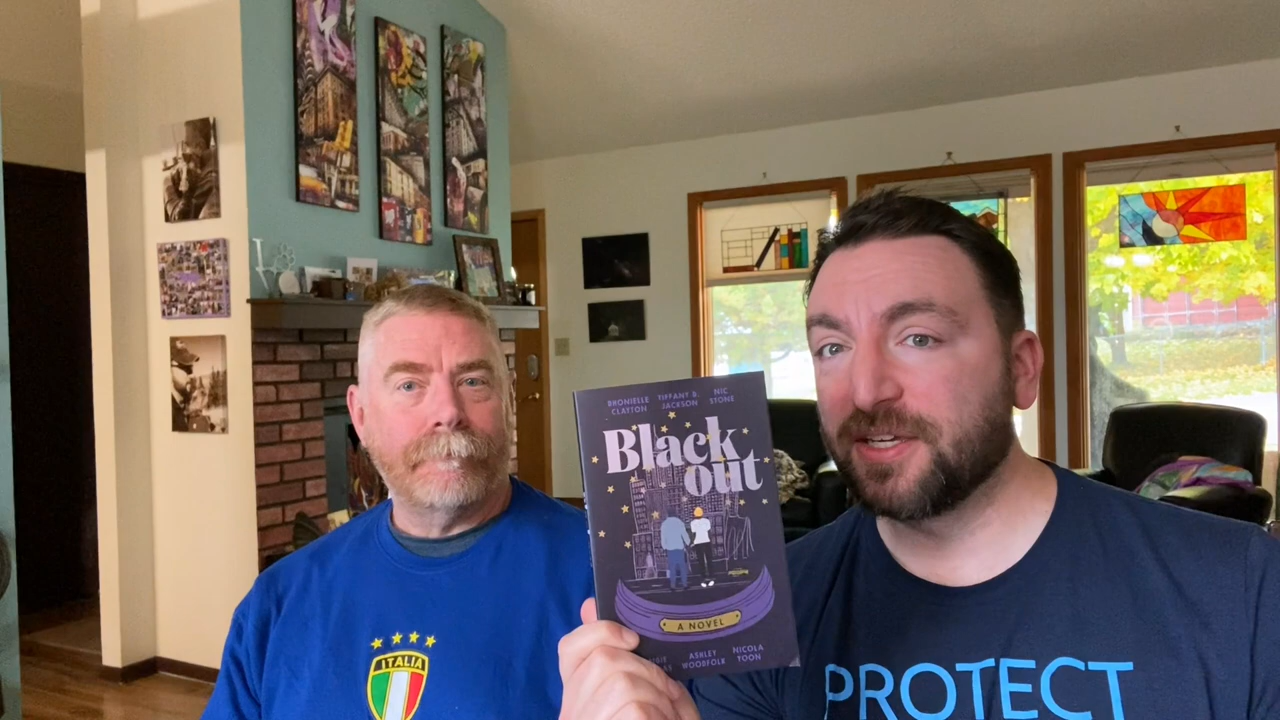 DHONIELLE
CLAYTON
TIFFANY D.
JACKSON
NIC
STONE
Black
out
A NOVEL
ASHLEY
WOODFOLK
NICOLA
YOON
ITALIA
PROTECT